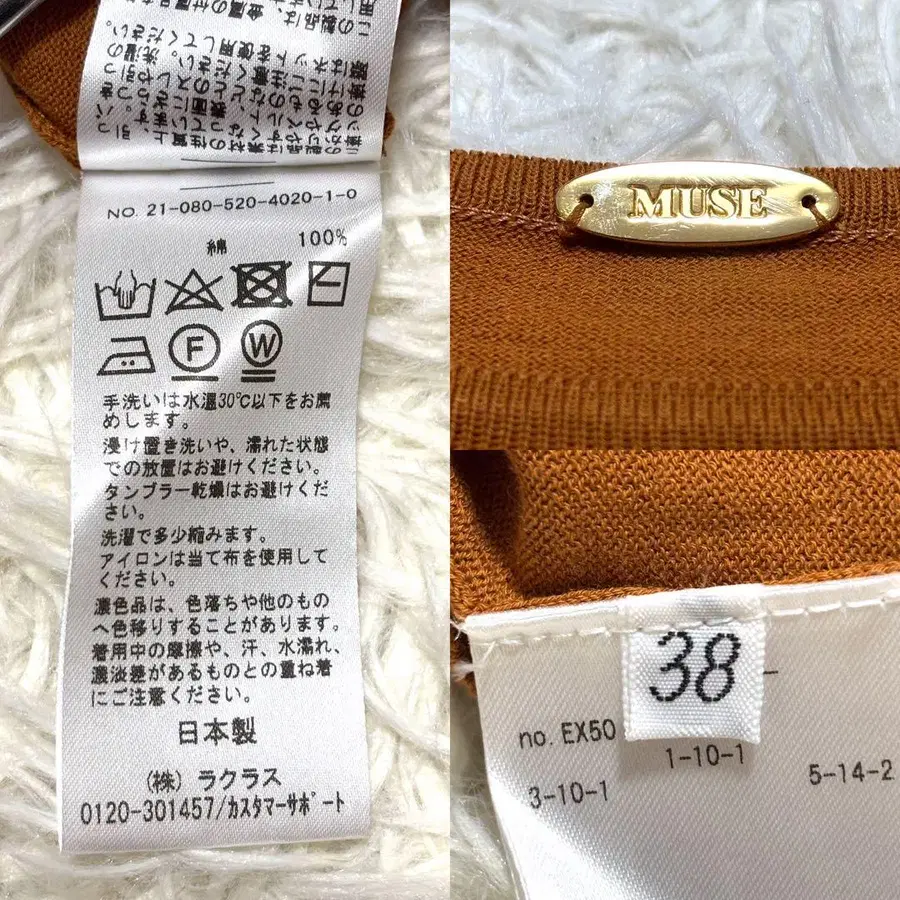 NO. 21-080-520-4020-1-0
綿 100%
F W
手洗いは水温30℃以下をお薦
めします。
浸け置き洗いや、濡れた状態
での放置はお避けください。
タンブラー乾燥はお避けくだ
さい。
洗濯で多少縮みます。
アイロンは当て布を使用して
ください。
濃色品は、色落ちや他のもの
へ色移りすることがあります。
着用中の摩擦や、汗、水濡れ、
濃淡差があるものとの重ね着
にご注意ください。
日本製
(株) ラクラス
0120-301457/カスタマーサポート
MUSE
38
no. EX50
1-10-1
3-10-1
5-14-2